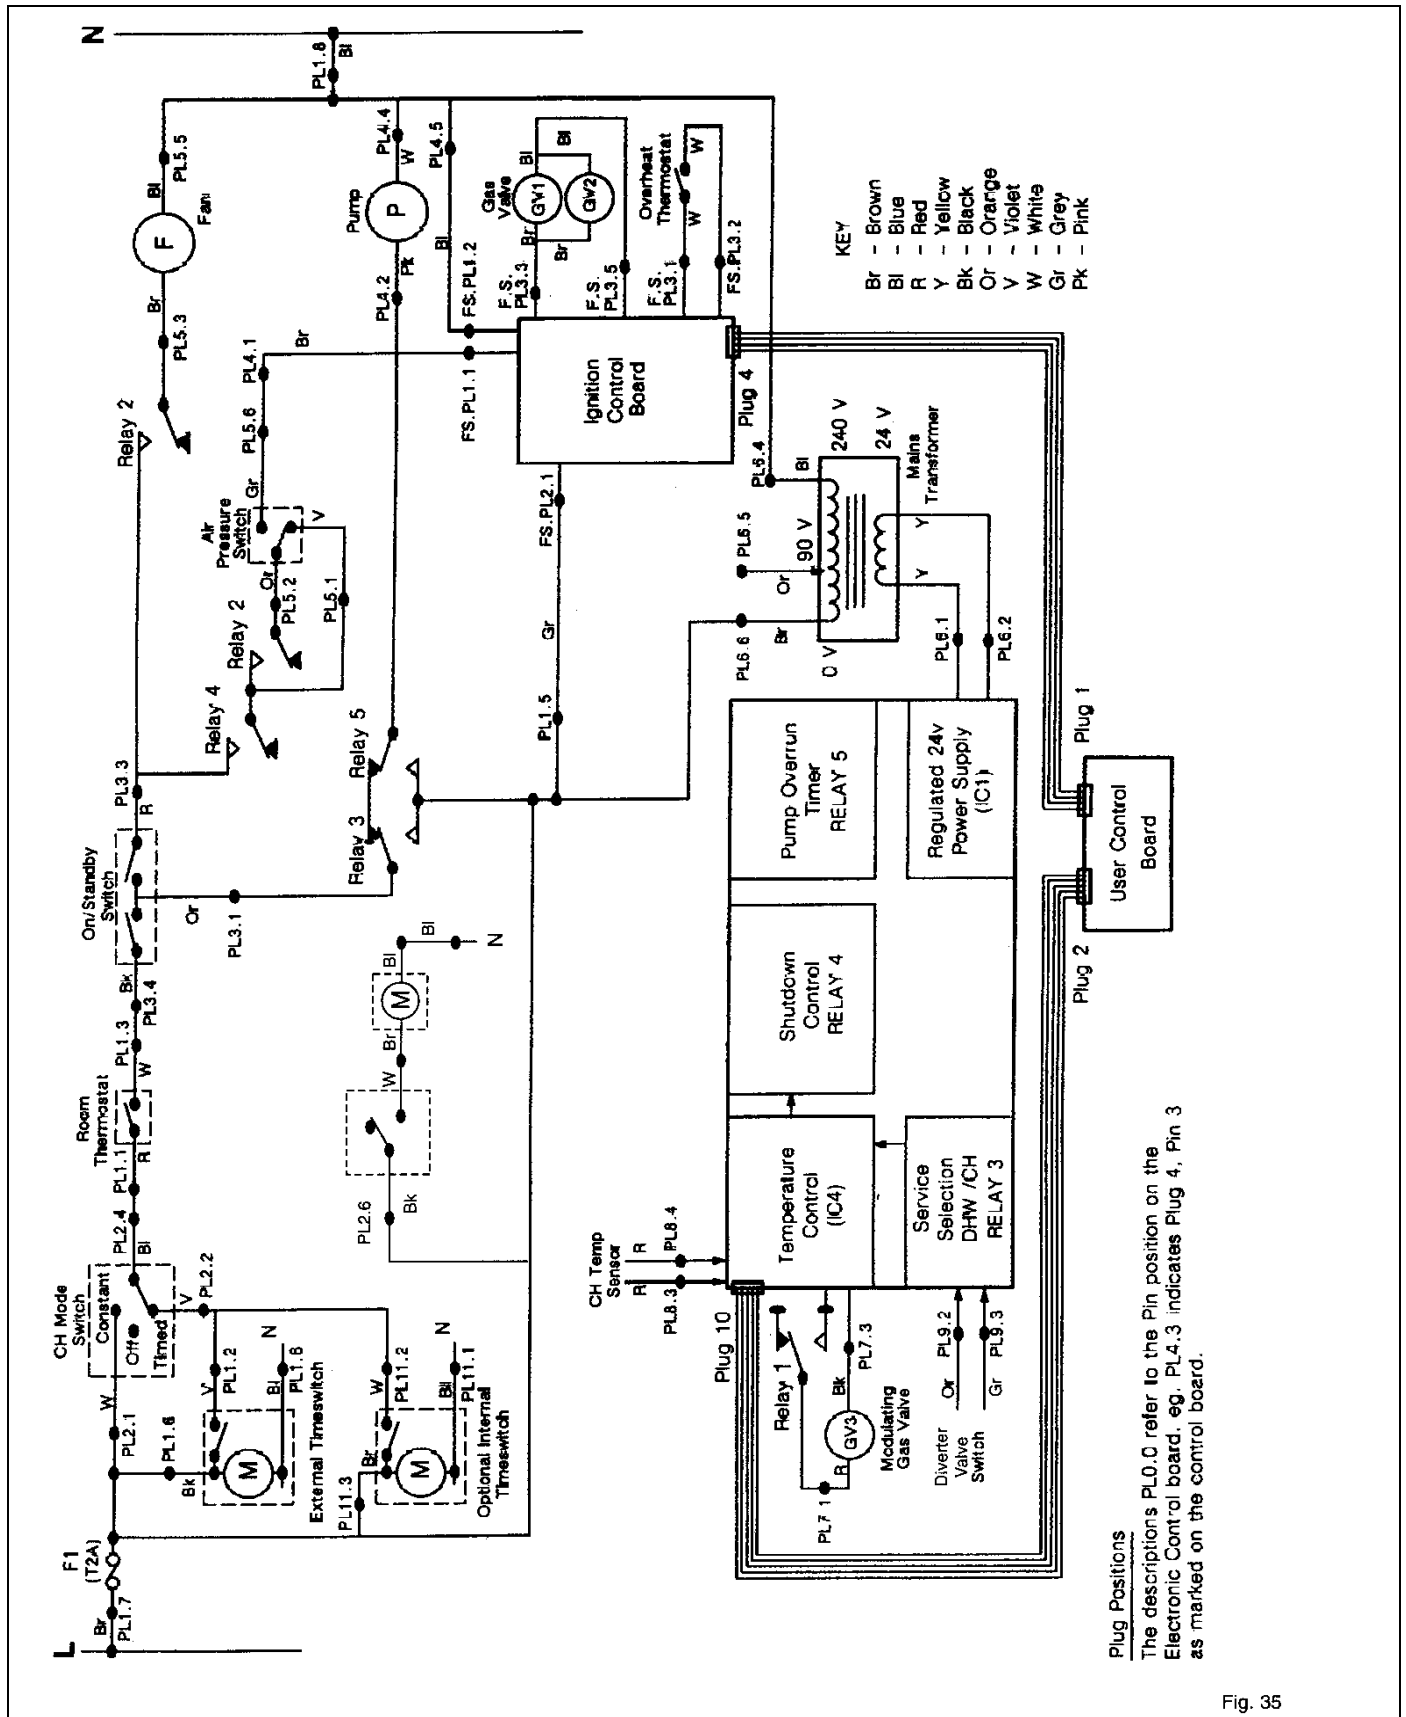 L
Br
PL1.7
F1
(T2A)
PL2.1
W
PL1.6
Bk
CH Mode
Switch
Constant
Off
Timed
V
PL2.2
Bl
PL2.4
PL1.1
R
Room
Thermostat
W
PL1.3
PL3.4
Bk
On/Standby
Switch
R
PL3.3
Or
PL3.1
V
PL1.2
N
Bl
PL1.8
M
External Timeswitch
W
PL11.2
N
Bl
PL11.1
Br
PL11.3
M
Optional Internal
Timeswitch
PL2.6
Bk
W
Br
M
Bl
Bl
N
Relay 3
Relay 5
Relay 4
Relay 2
PL5.2
Or
PL5.1
V
Air
Pressure
Switch
Gr
PL5.6
PL4.1
Br
Relay 2
PL5.3
Br
F
Fan
Bl
PL5.5
PL1.8
Bl
N
PL4.2
Pk
Pump
P
W
PL4.4
PL4.5
Bl
FS.PL1.2
FS.PL1.1
PL1.5
Gr
FS.PL2.1
Ignition
Control
Board
Plug 4
Gas
Valve
GV1
GV2
Bl
Bl
Br
Br
F.S.
PL3.3
F.S.
PL3.5
Overheat
Thermostat
W
W
F.S.
PL3.1
FS.PL3.2
KEY
Br - Brown
Bl - Blue
R - Red
Y - Yellow
Bk - Black
Or - Orange
V - Violet
W - White
Gr - Grey
Pk - Pink
PL6.6
Br
PL6.5
Or
PL6.4
Bl
0 V
90 V
240 V
24 V
Mains
Transformer
Y
Y
PL6.1
PL6.2
CH Temp
Sensor
R
R
PL8.3
PL8.4
Plug 10
Temperature
Control
(IC4)
Shutdown
Control
RELAY 4
Pump Overrun
Timer
RELAY 5
Service
Selection
DHW /CH
RELAY 3
Regulated 24v
Power Supply
(IC1)
Relay 1
PL7 1
R
GV3
Bk
PL7.3
Modulating
Gas Valve
Diverter
Valve
Switch
Or
PL9.2
Gr
PL9.3
Plug 2
Plug 1
User Control
Board
Plug Positions
The descriptions PL0.0 refer to the Pin position on the
Electronic Control board. eg. PL4.3 indicates Plug 4, Pin 3
as marked on the control board.
Fig. 35